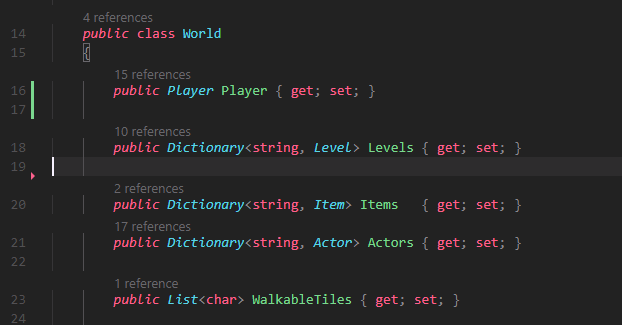 4 references
14 public class World
15 {
15 references
16 public Player Player { get; set; }
17
10 references
18 public Dictionary<string, Level> Levels { get; set; }
19
2 references
20 public Dictionary<string, Item> Items   { get; set; }
17 references
21 public Dictionary<string, Actor> Actors { get; set; }
22
1 reference
23 public List<char> WalkableTiles { get; set; }
24